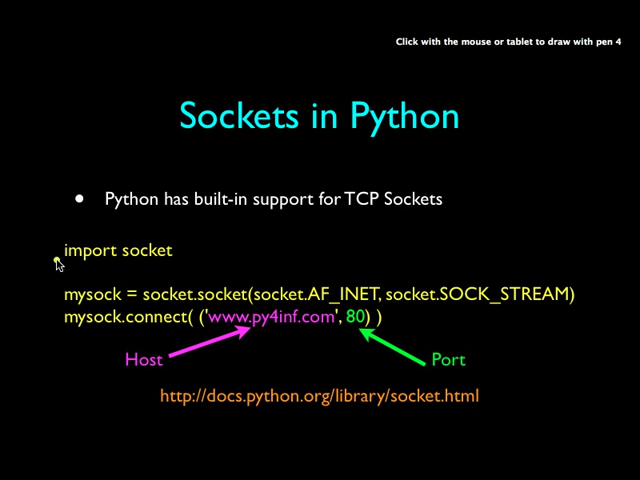 Click with the mouse or tablet to draw with pen 4
Sockets in Python
• Python has built-in support for TCP Sockets
import socket
mysock = socket.socket(socket.AF_INET, socket.SOCK_STREAM)
mysock.connect( ('www.py4inf.com', 80) )
Host Port
http://docs.python.org/library/socket.html